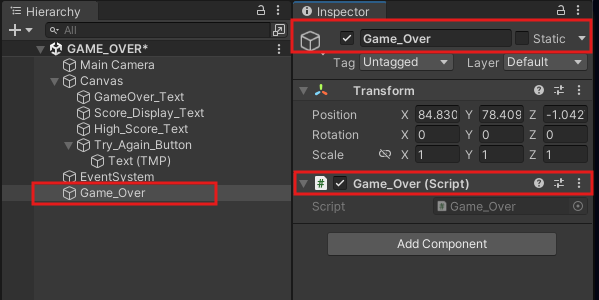 Hierarchy
All
GAME_OVER*
Main Camera
Canvas
GameOver_Text
Score_Display_Text
High_Score_Text
Try_Again_Button
Text (TMP)
EventSystem
Game_Over
Inspector
Game_Over Static
Tag Untagged Layer Default
Transform
Position X 84.830 Y 78.409 Z -1.042
Rotation X 0 Y 0 Z 0
Scale X 1 Y 1 Z 1
# Game_Over (Script)
Script Game_Over
Add Component